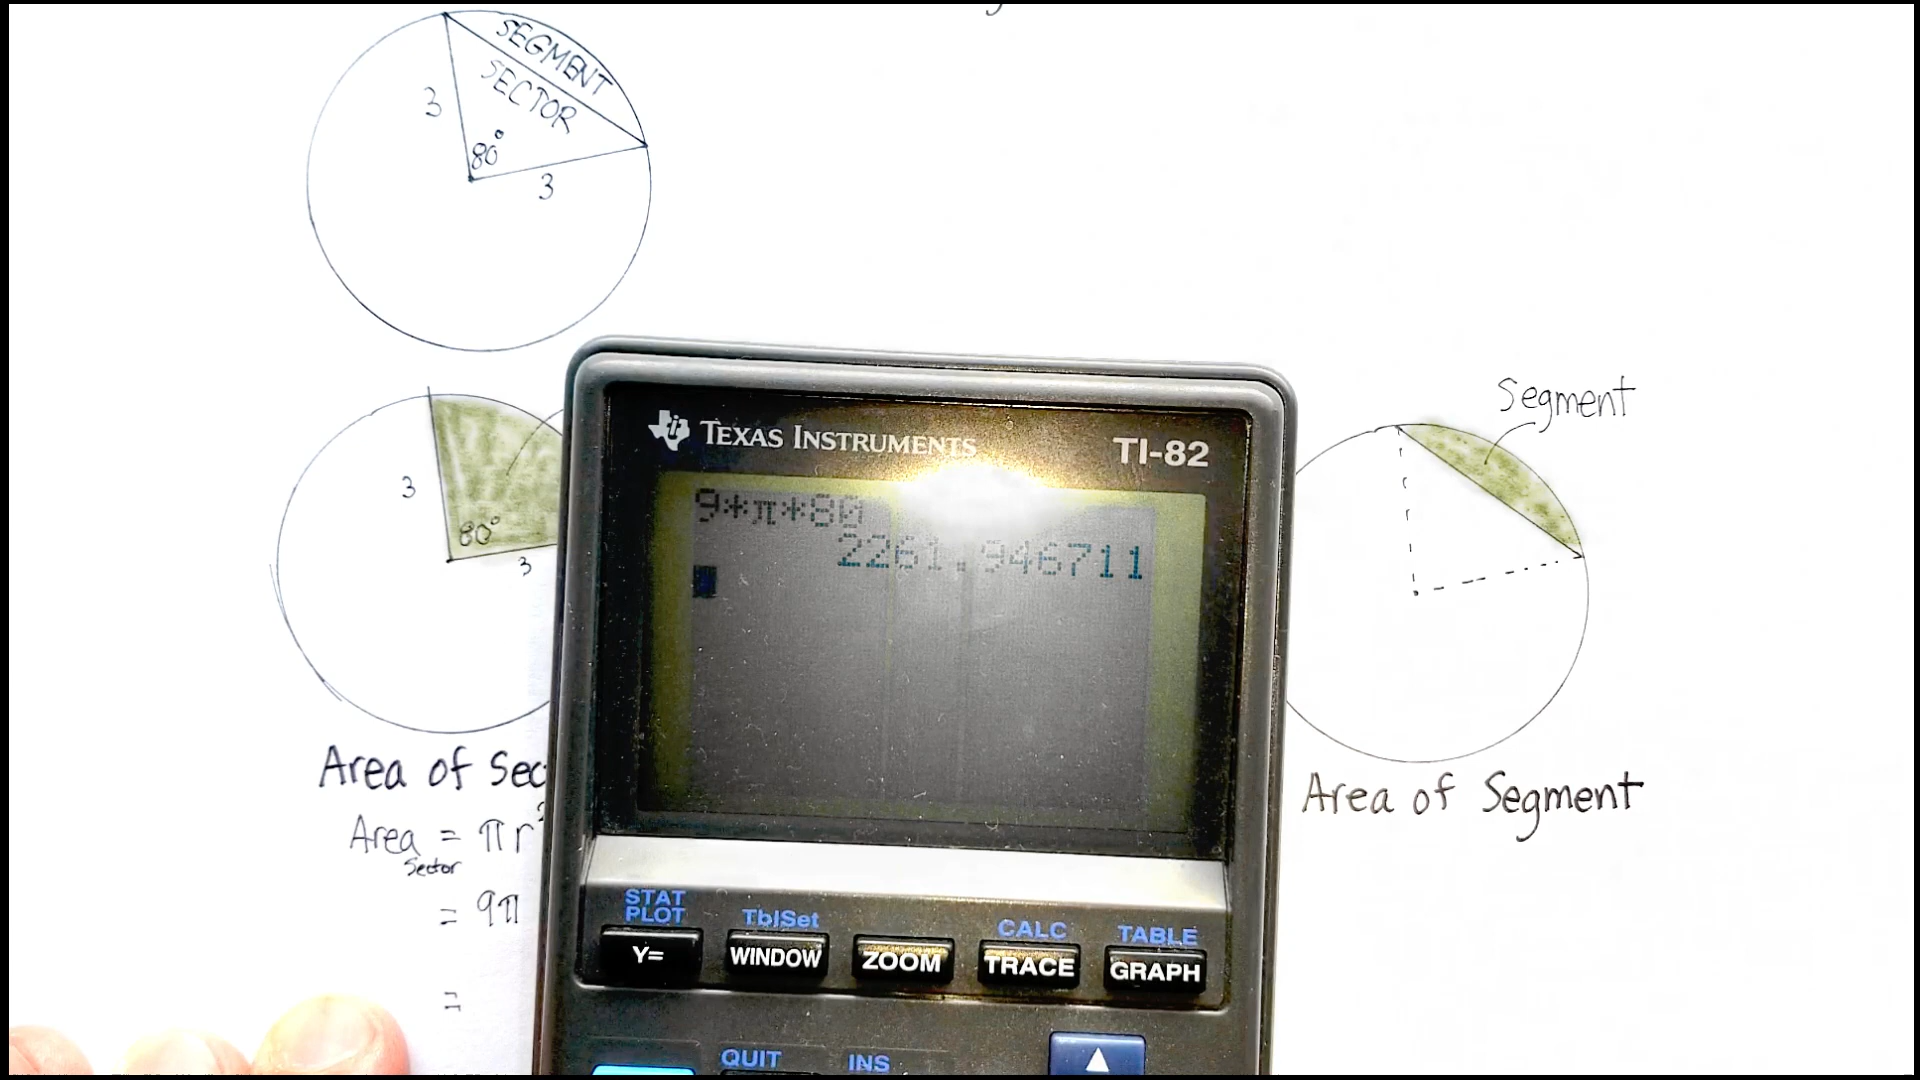 SEGMENT
SECTOR
3
80°
3
Segment
TEXAS INSTRUMENTS TI-82
9*π*80
2261.946711
3
80°
3
Area of Sec
Area of Segment
Area = πr²
Sector
= 9π
=
STAT PLOT TblSet CALC TABLE
Y= WINDOW ZOOM TRACE GRAPH
QUIT INS